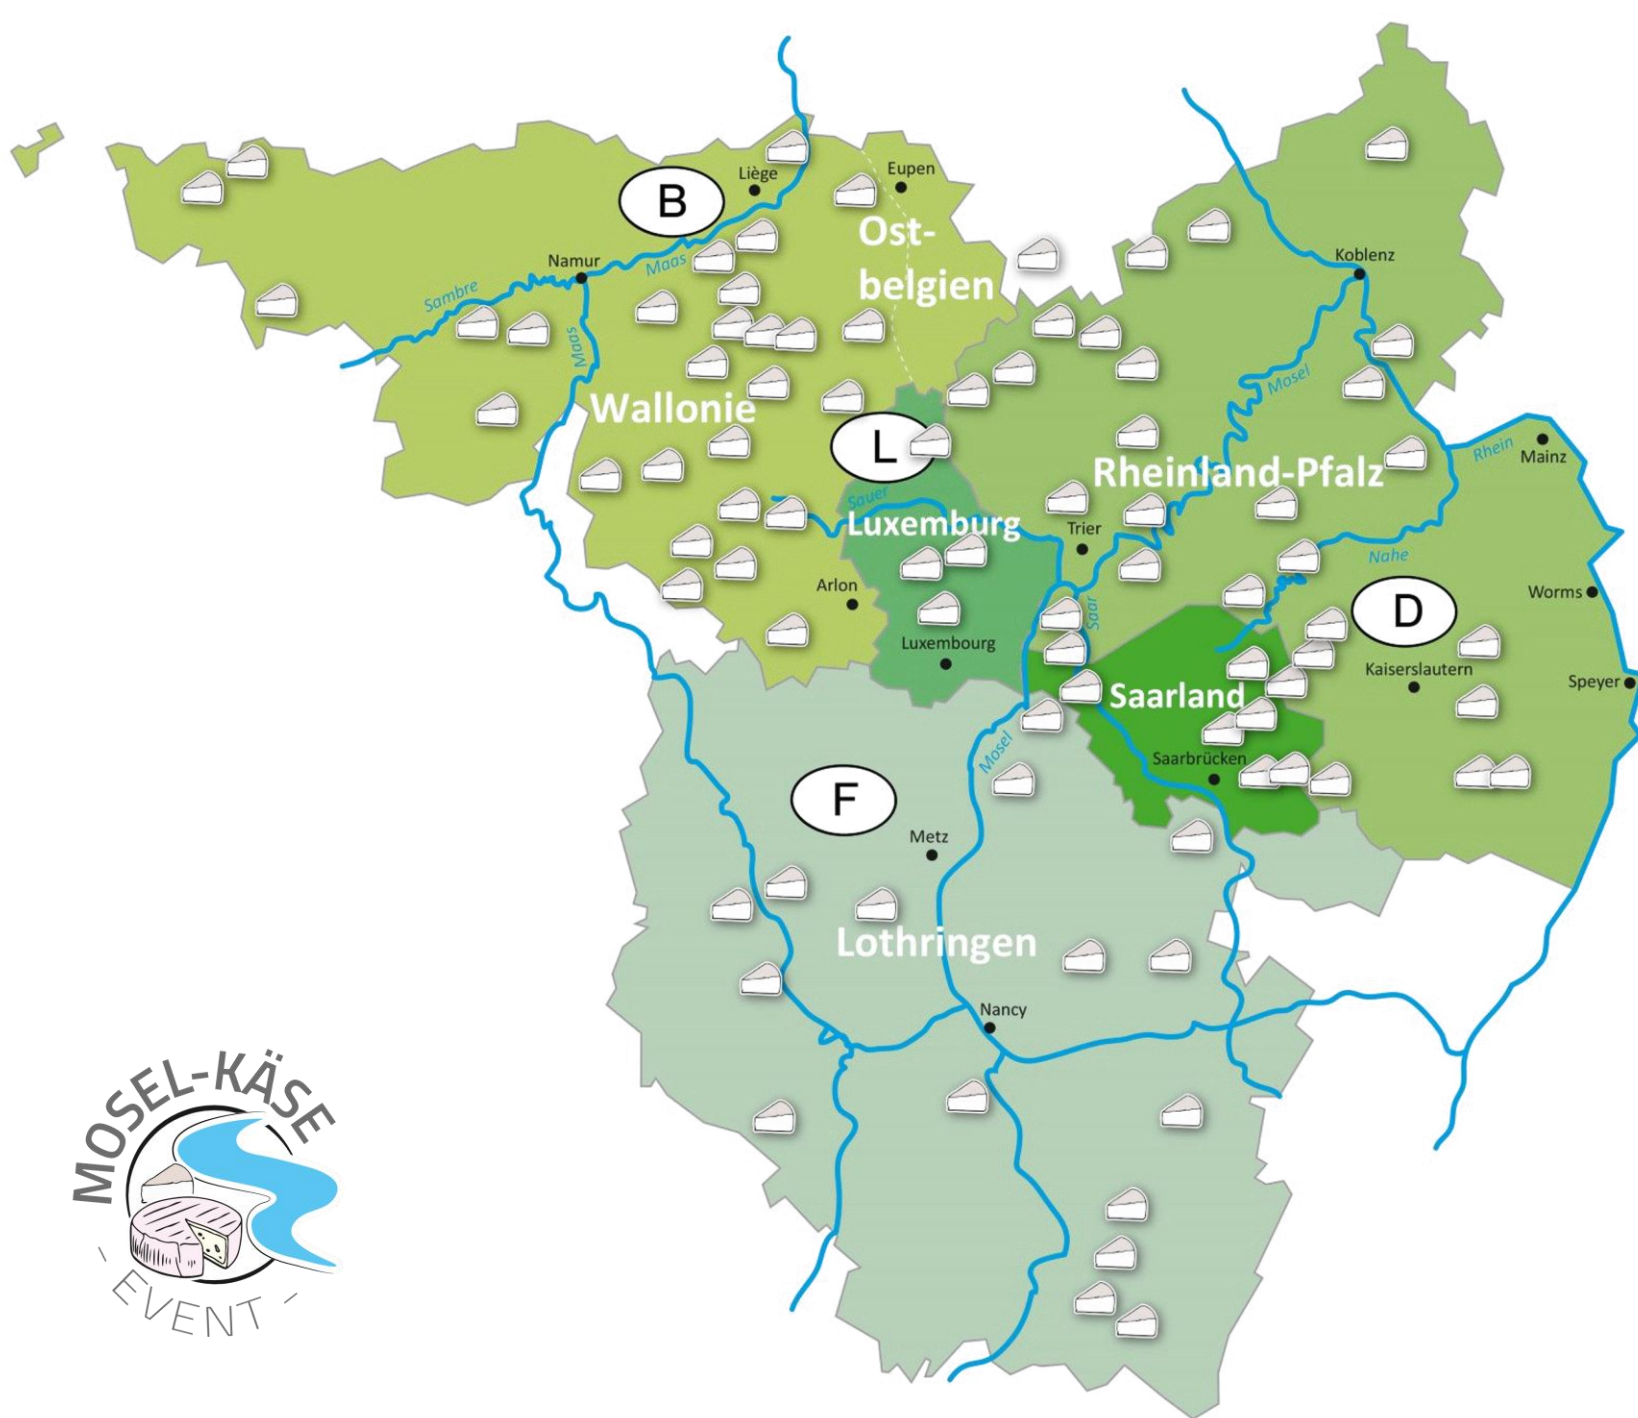 Liège
Eupen
B
Ost-
belgien
Namur
Maas
Koblenz
Sambre
Maas
Mosel
Wallonie
L
Rhein
Mainz
Rheinland-Pfalz
Sauer
Luxemburg
Trier
Nahe
Arlon
Saar
D
Worms
Luxembourg
Kaiserslautern
Speyer
Saarland
Mosel
Saarbrücken
F
Metz
Lothringen
Nancy
MOSEL-KÄSE
- EVENT -